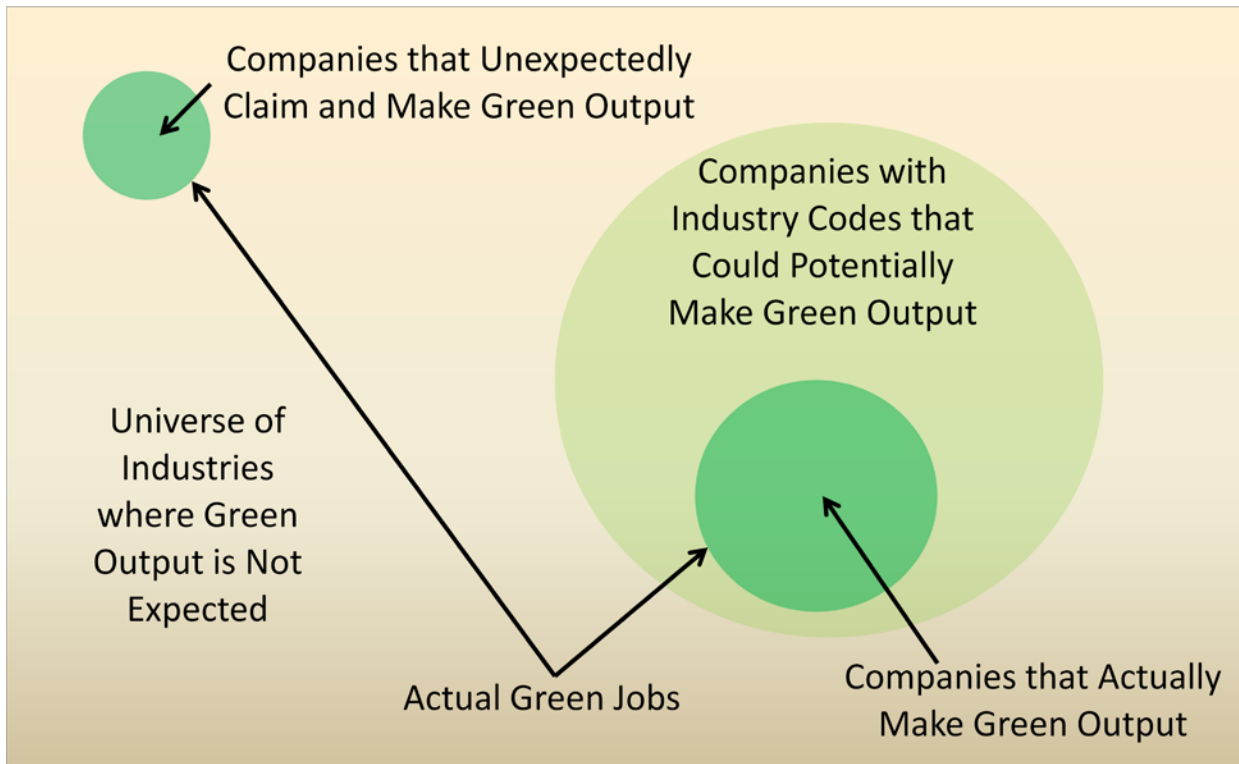 Companies that Unexpectedly
Claim and Make Green Output
Companies with
Industry Codes that
Could Potentially
Make Green Output
Universe of
Industries
where Green
Output is Not
Expected
Actual Green Jobs
Companies that Actually
Make Green Output